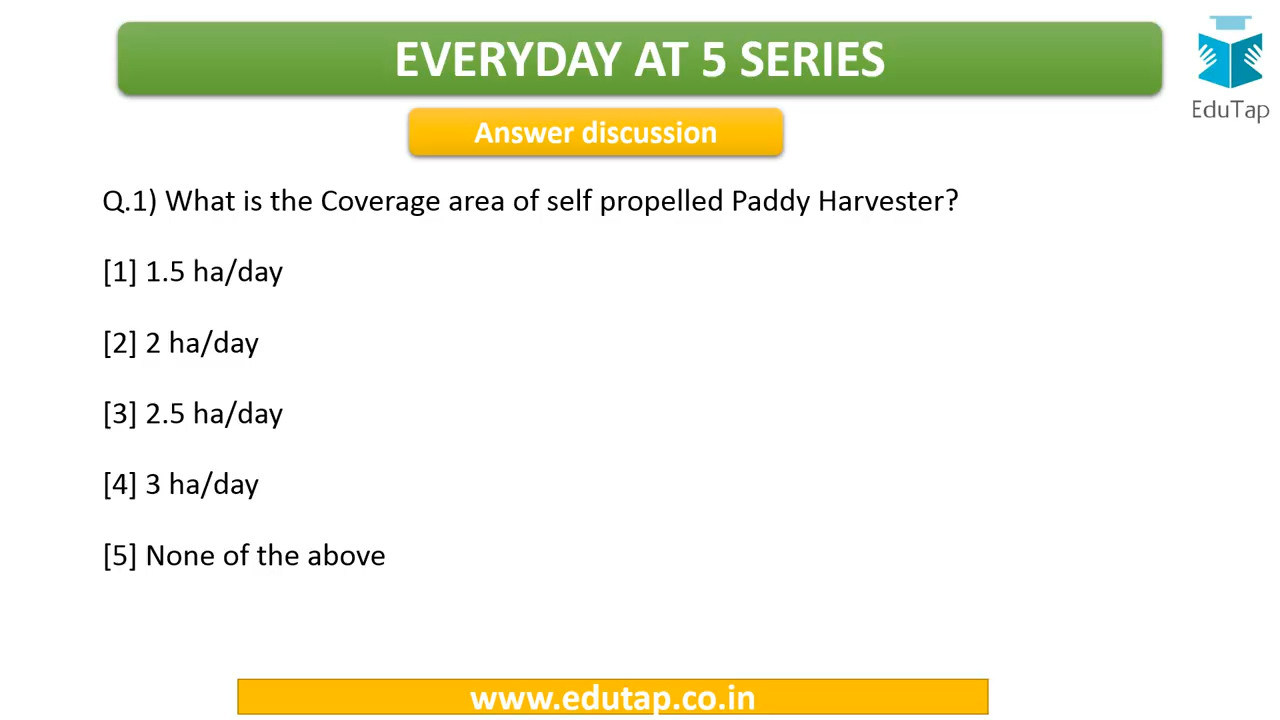 EVERYDAY AT 5 SERIES
EduTap
Answer discussion
Q.1) What is the Coverage area of self propelled Paddy Harvester?
[1] 1.5 ha/day
[2] 2 ha/day
[3] 2.5 ha/day
[4] 3 ha/day
[5] None of the above
www.edutap.co.in